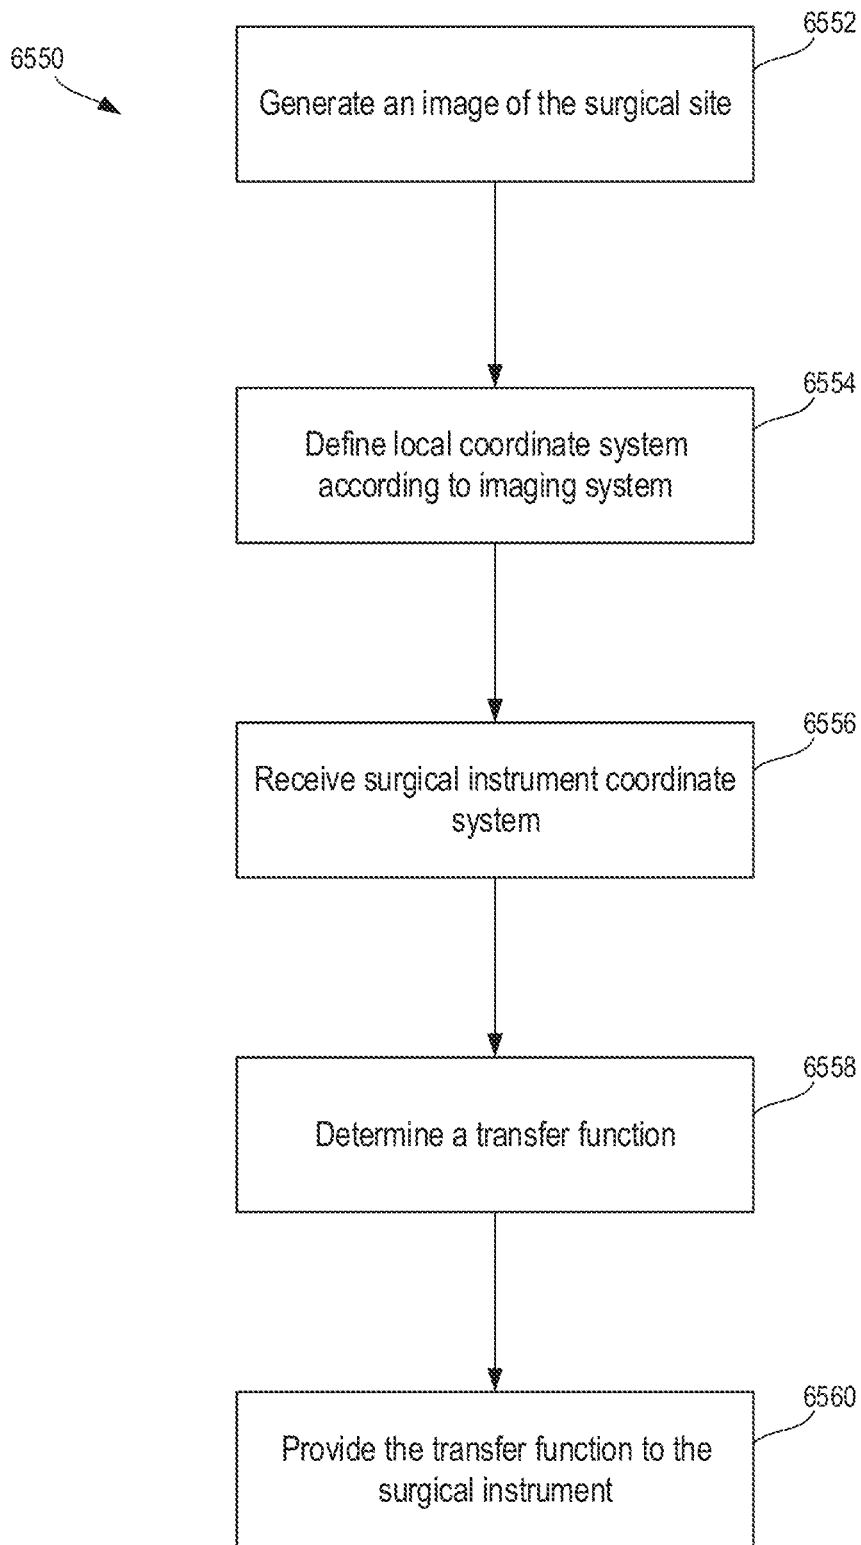 6550
6552
Generate an image of the surgical site
6554
Define local coordinate system
according to imaging system
6556
Receive surgical instrument coordinate
system
6558
Determine a transfer function
6560
Provide the transfer function to the
surgical instrument